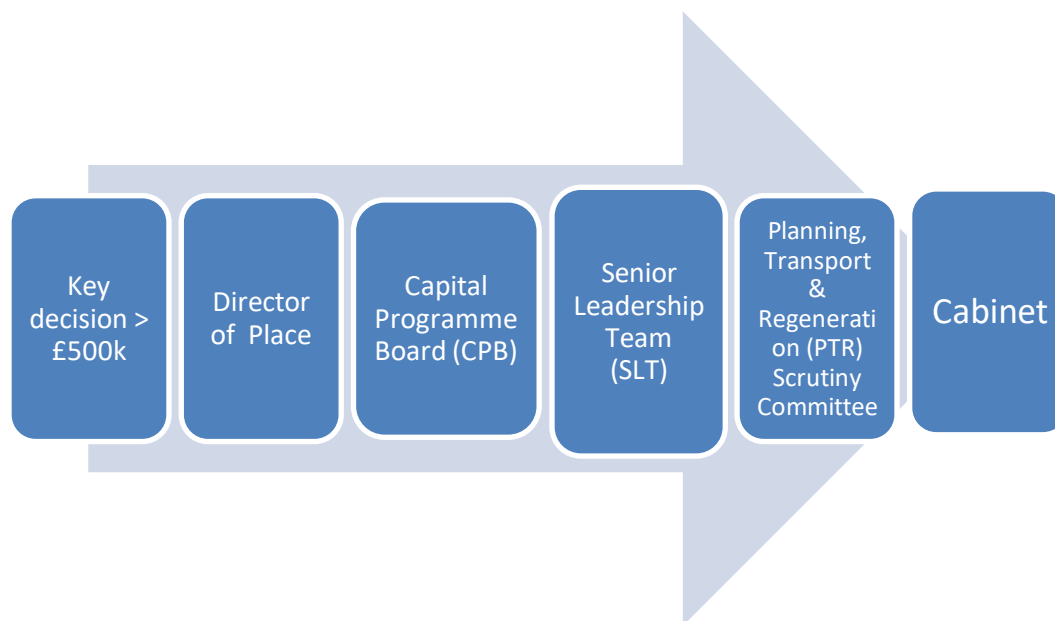 Key
decision >
£500k
Director
of Place
Capital
Programme
Board (CPB)
Senior
Leadership
Team
(SLT)
Planning,
Transport
&
Regenerati
on (PTR)
Scrutiny
Committee
Cabinet